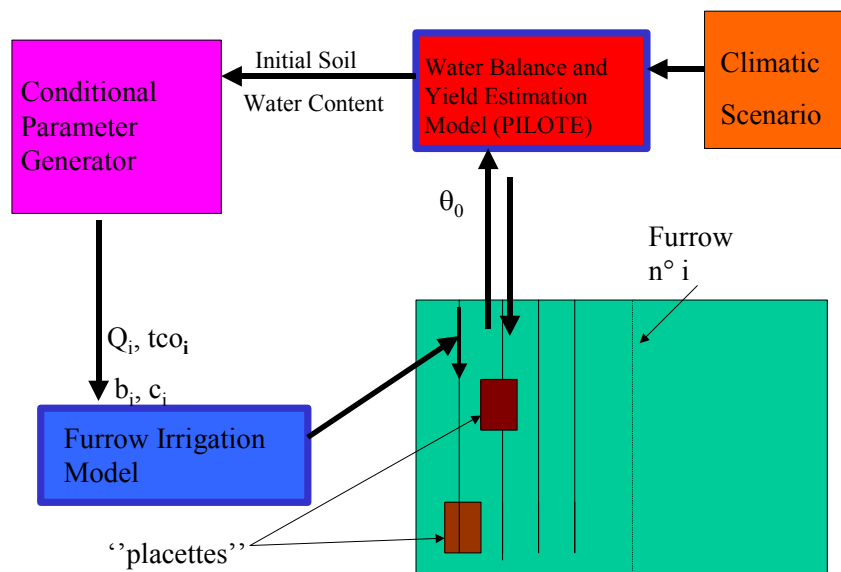 Conditional
Parameter
Generator
Initial Soil
Water Content
Water Balance and
Yield Estimation
Model (PILOTE)
Climatic
Scenario
θ₀
Furrow
n° i
Qᵢ, tcoᵢ
bᵢ, cᵢ
Furrow Irrigation
Model
‘’placettes’’